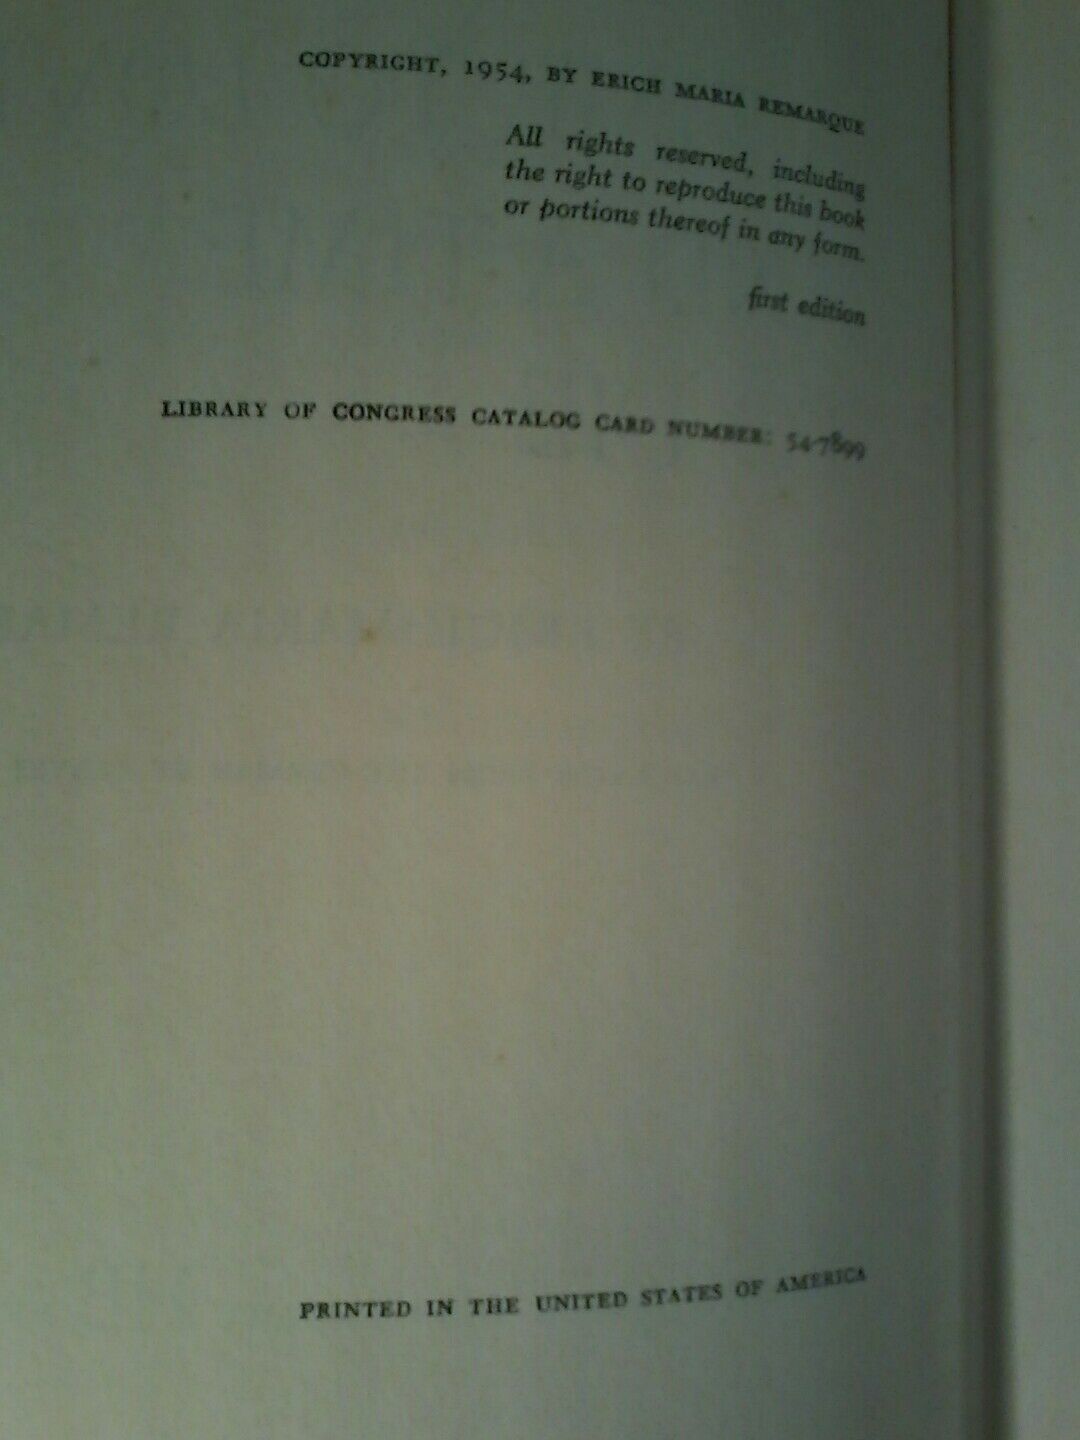 COPYRIGHT, 1954, BY ERICH MARIA REMARQUE
All rights reserved, including
the right to reproduce this book
or portions thereof in any form.
first edition
LIBRARY OF CONGRESS CATALOG CARD NUMBER: 54-7899
PRINTED IN THE UNITED STATES OF AMERICA